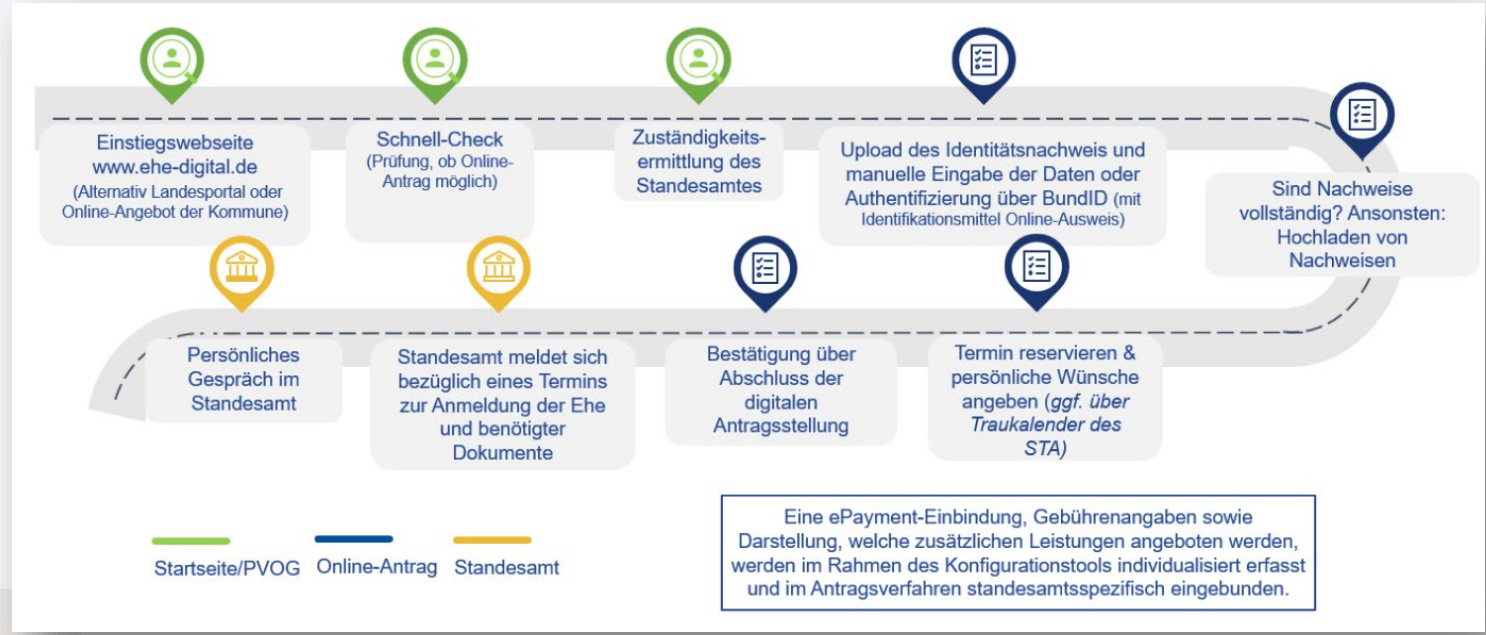 Einstiegswebseite
www.ehe-digital.de
(Alternativ Landesportal oder
Online-Angebot der Kommune)
Schnell-Check
(Prüfung, ob Online-
Antrag möglich)
Zuständigkeits-
ermittlung des
Standesamtes
Upload des Identitätsnachweis und
manuelle Eingabe der Daten oder
Authentifizierung über BundID (mit
Identifikationsmittel Online-Ausweis)
Sind Nachweise
vollständig? Ansonsten:
Hochladen von
Nachweisen
Termin reservieren &
persönliche Wünsche
angeben (ggf. über
Traukalender des
STA)
Bestätigung über
Abschluss der
digitalen
Antragsstellung
Standesamt meldet sich
bezüglich eines Termins
zur Anmeldung der Ehe
und benötigter
Dokumente
Persönliches
Gespräch im
Standesamt
Startseite/PVOG
Online-Antrag
Standesamt
Eine ePayment-Einbindung, Gebührenangaben sowie
Darstellung, welche zusätzlichen Leistungen angeboten werden,
werden im Rahmen des Konfigurationstools individualisiert erfasst
und im Antragsverfahren standesamtsspezifisch eingebunden.